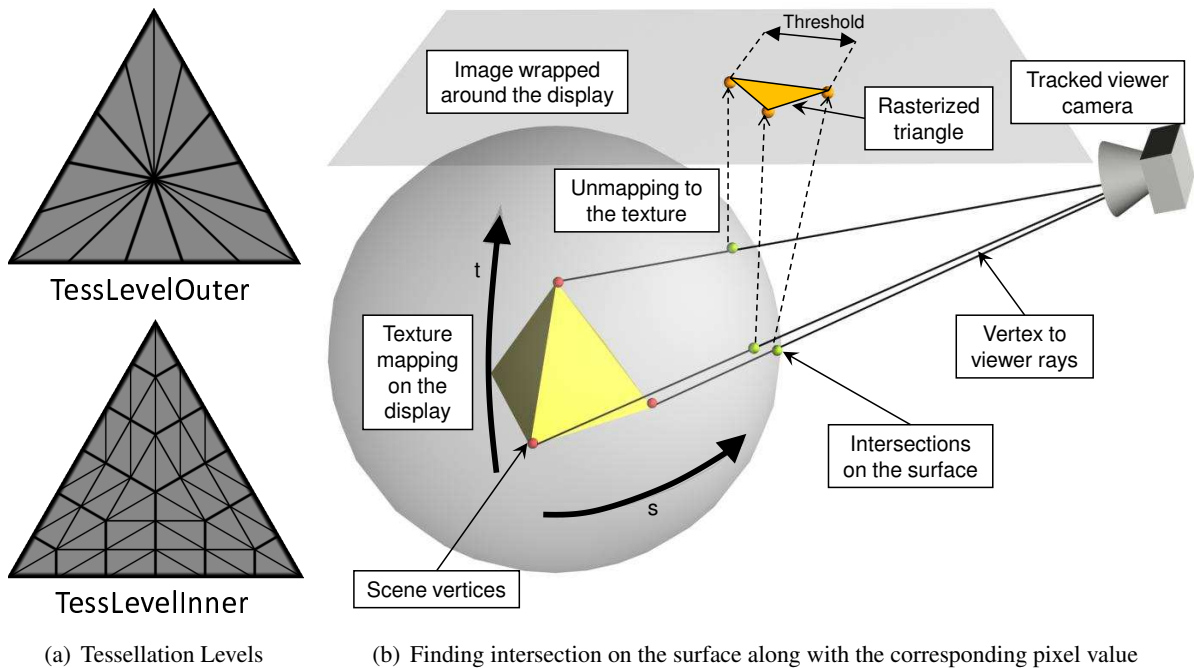 TessLevelOuter
TessLevelInner
(a) Tessellation Levels
Threshold
Image wrapped
around the display
Rasterized
triangle
Tracked viewer
camera
Unmapping to
the texture
t
Texture
mapping
on the
display
Vertex to
viewer rays
Intersections
on the surface
s
Scene vertices
(b) Finding intersection on the surface along with the corresponding pixel value